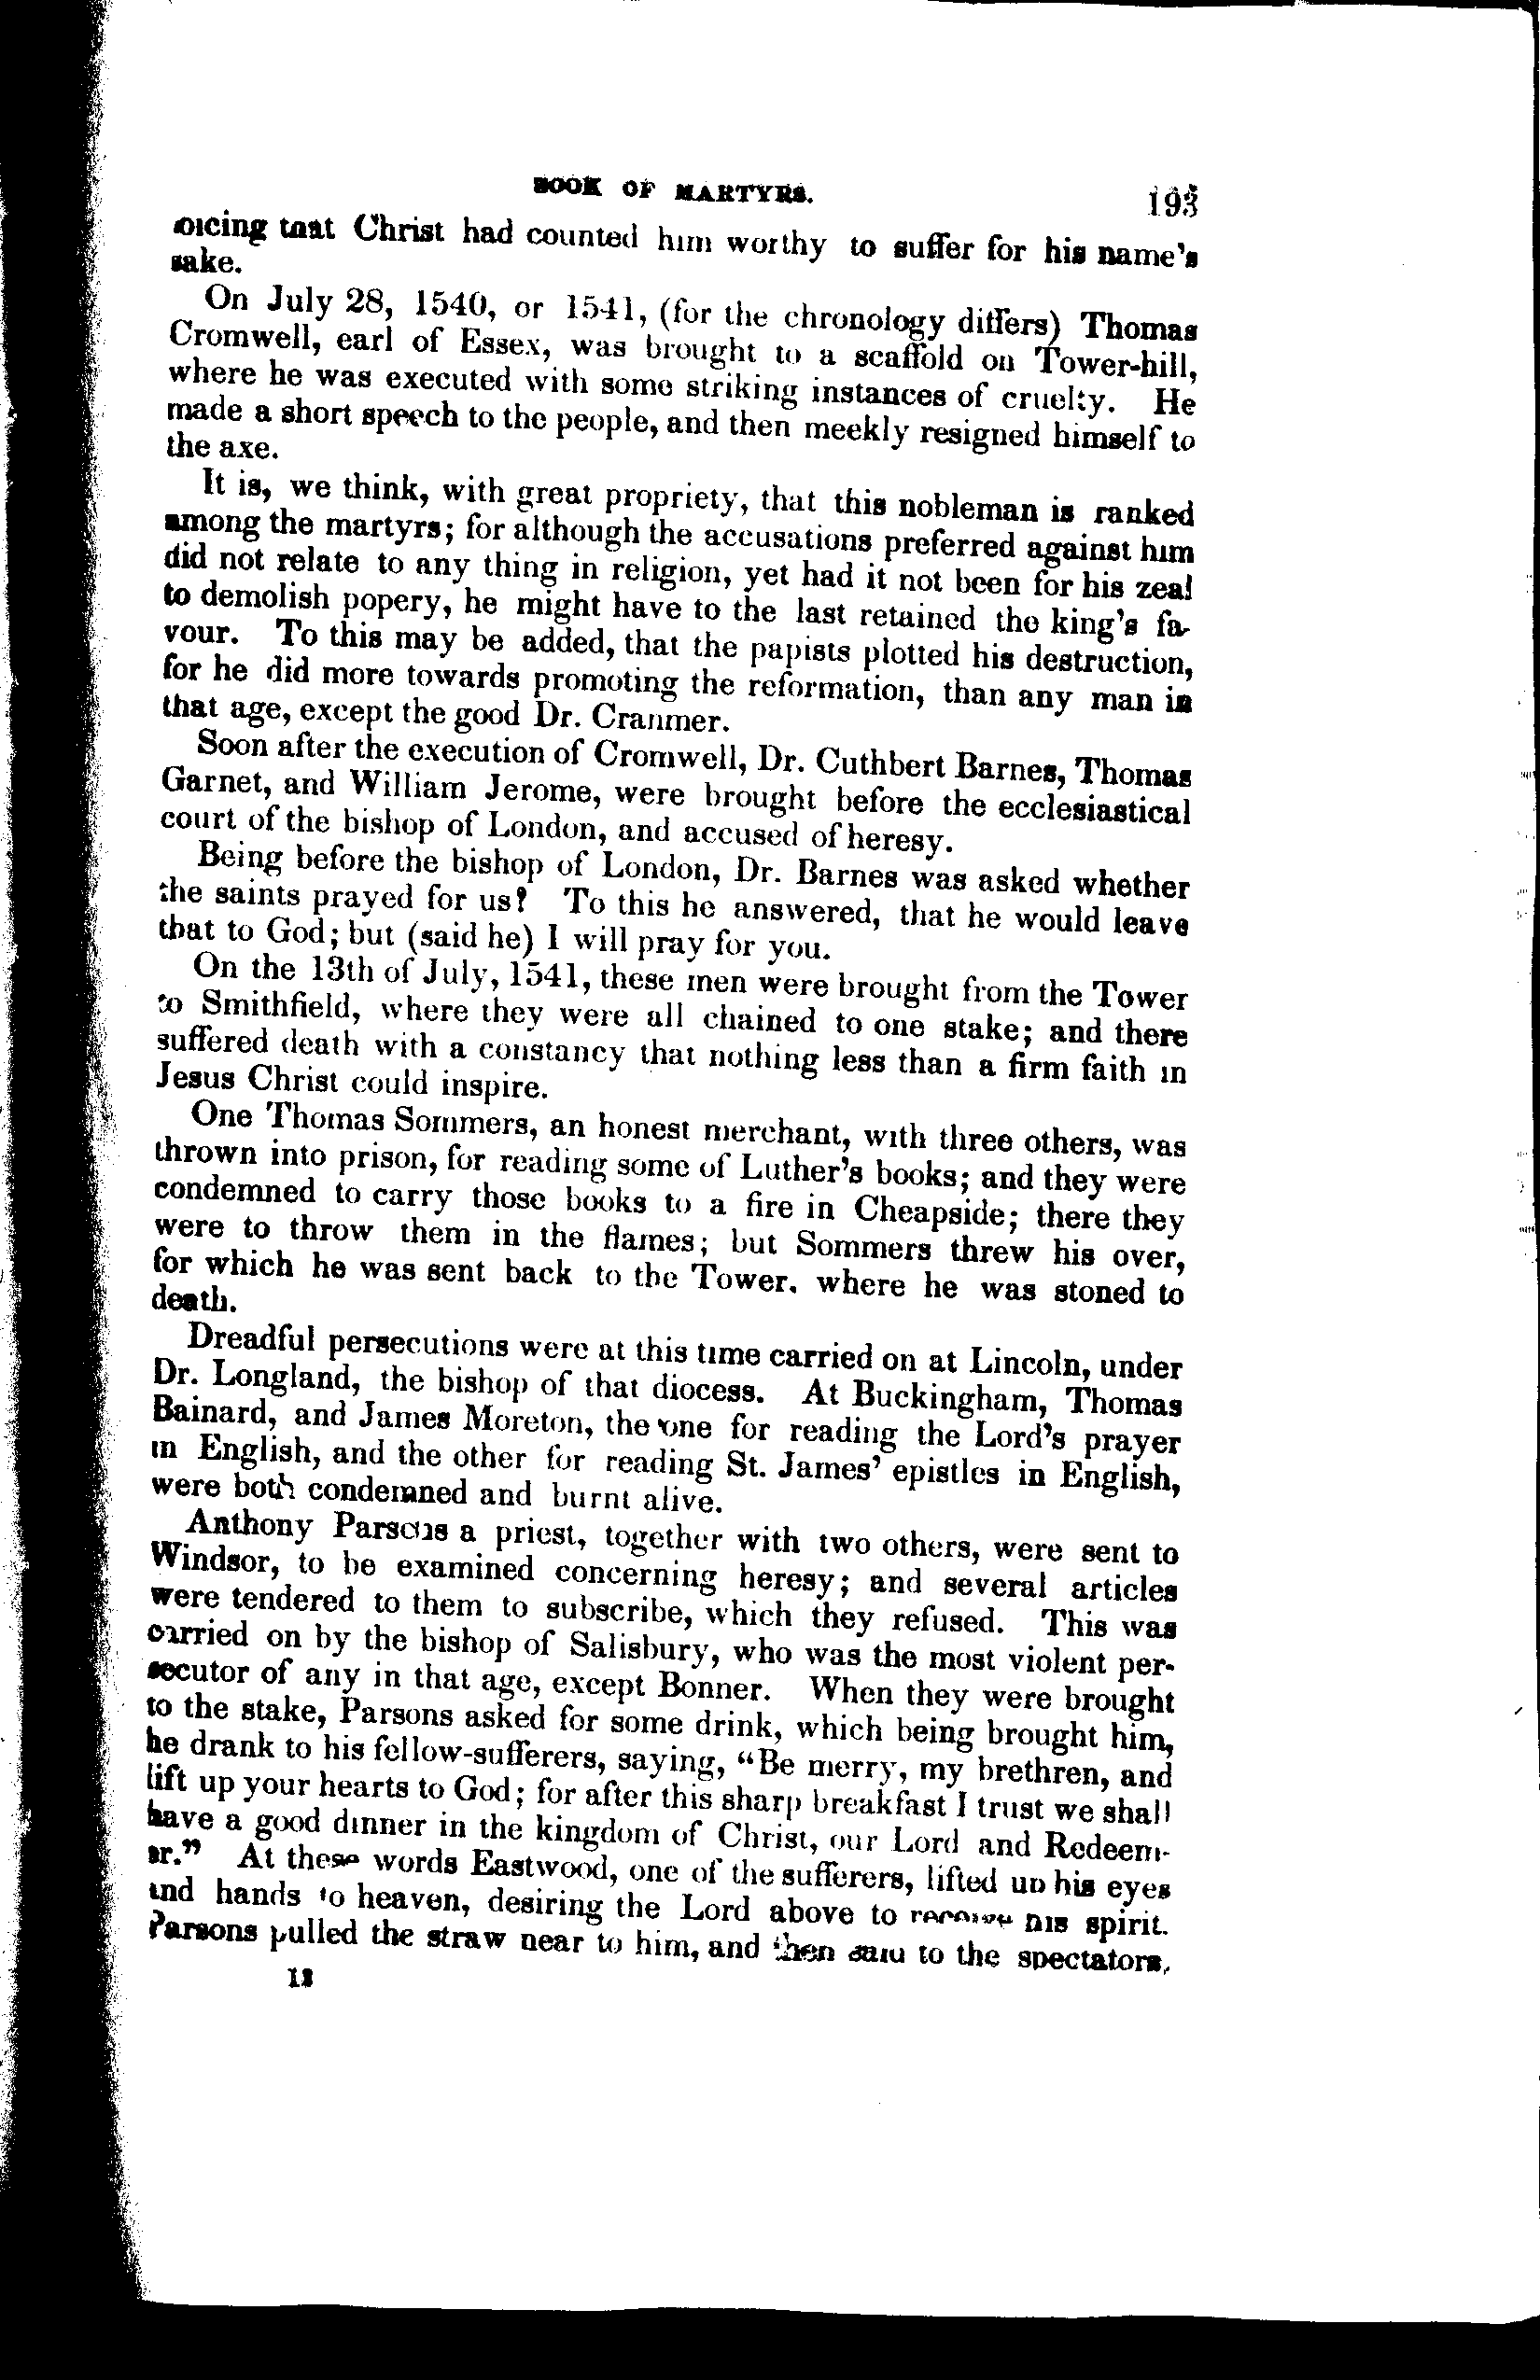 BOOK OF MARTYRS. 193
oicing that Christ had counted him worthy to suffer for his name's
sake.
On July 28, 1540, or 1541, (for the chronology differs) Thomas
Cromwell, earl of Essex, was brought to a scaffold on Tower-hill,
where he was executed with some striking instances of cruelty. He
made a short speech to the people, and then meekly resigned himself to
the axe.
It is, we think, with great propriety, that this nobleman is ranked
among the martyrs; for although the accusations preferred against him
did not relate to any thing in religion, yet had it not been for his zeal
to demolish popery, he might have to the last retained the king's fa-
vour. To this may be added, that the papists plotted his destruction,
for he did more towards promoting the reformation, than any man in
that age, except the good Dr. Cranmer.
Soon after the execution of Cromwell, Dr. Cuthbert Barnes, Thomas
Garnet, and William Jerome, were brought before the ecclesiastical
court of the bishop of London, and accused of heresy.
Being before the bishop of London, Dr. Barnes was asked whether
the saints prayed for us? To this he answered, that he would leave
that to God; but (said he) I will pray for you.
On the 13th of July, 1541, these men were brought from the Tower
to Smithfield, where they were all chained to one stake; and there
suffered death with a constancy that nothing less than a firm faith in
Jesus Christ could inspire.
One Thomas Sommers, an honest merchant, with three others, was
thrown into prison, for reading some of Luther's books; and they were
condemned to carry those books to a fire in Cheapside; there they
were to throw them in the flames; but Sommers threw his over,
for which he was sent back to the Tower, where he was stoned to
death.
Dreadful persecutions were at this time carried on at Lincoln, under
Dr. Longland, the bishop of that diocess. At Buckingham, Thomas
Bainard, and James Moreton, the one for reading the Lord's prayer
in English, and the other for reading St. James' epistles in English,
were both condemned and burnt alive.
Anthony Parsons a priest, together with two others, were sent to
Windsor, to be examined concerning heresy; and several articles
were tendered to them to subscribe, which they refused. This was
carried on by the bishop of Salisbury, who was the most violent per-
secutor of any in that age, except Bonner. When they were brought
to the stake, Parsons asked for some drink, which being brought him,
he drank to his fellow-sufferers, saying, "Be merry, my brethren, and
lift up your hearts to God; for after this sharp breakfast I trust we shall
have a good dinner in the kingdom of Christ, our Lord and Redeem-
er." At these words Eastwood, one of the sufferers, lifted up his eyes
and hands to heaven, desiring the Lord above to receive his spirit.
Parsons pulled the straw near to him, and then said to the spectators,